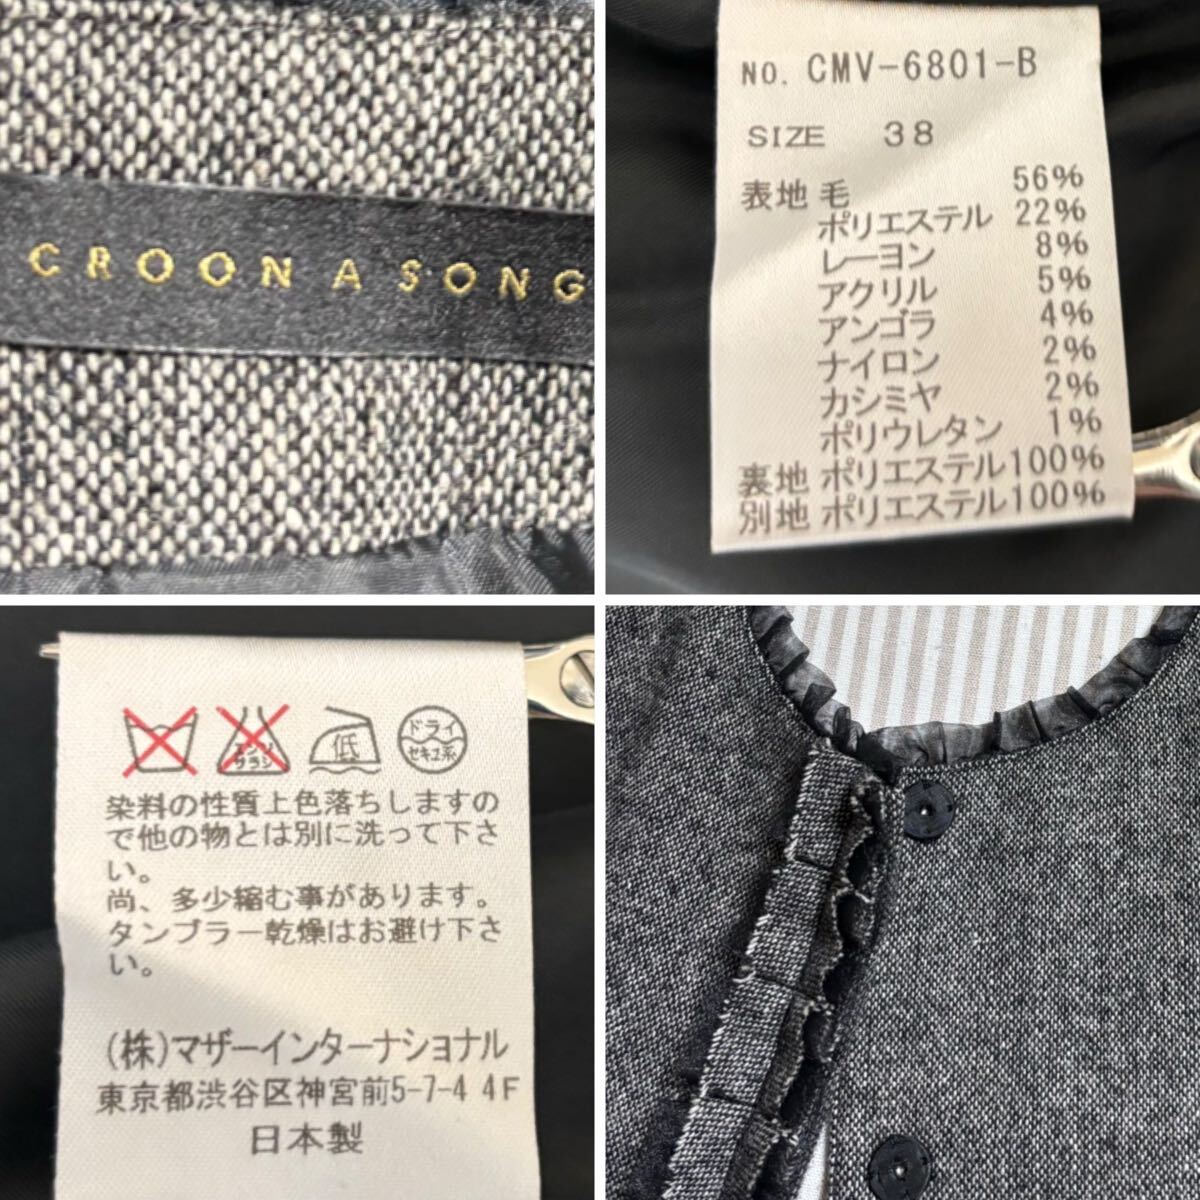 CROON A SONG
NO. CMV-6801-B
SIZE 38
表地 毛 56%
ポリエステル 22%
レーヨン 8%
アクリル 5%
アンゴラ 4%
ナイロン 2%
カシミヤ 2%
ポリウレタン 1%
裏地 ポリエステル100%
別地 ポリエステル100%
エンソ
サラシ
低
ドライ
セキユ系
染料の性質上色落ちしますの
で他の物とは別に洗って下さ
い。
尚、多少縮む事があります。
タンブラー乾燥はお避け下さ
い。
(株)マザーインターナショナル
東京都渋谷区神宮前5-7-4 4F
日本製